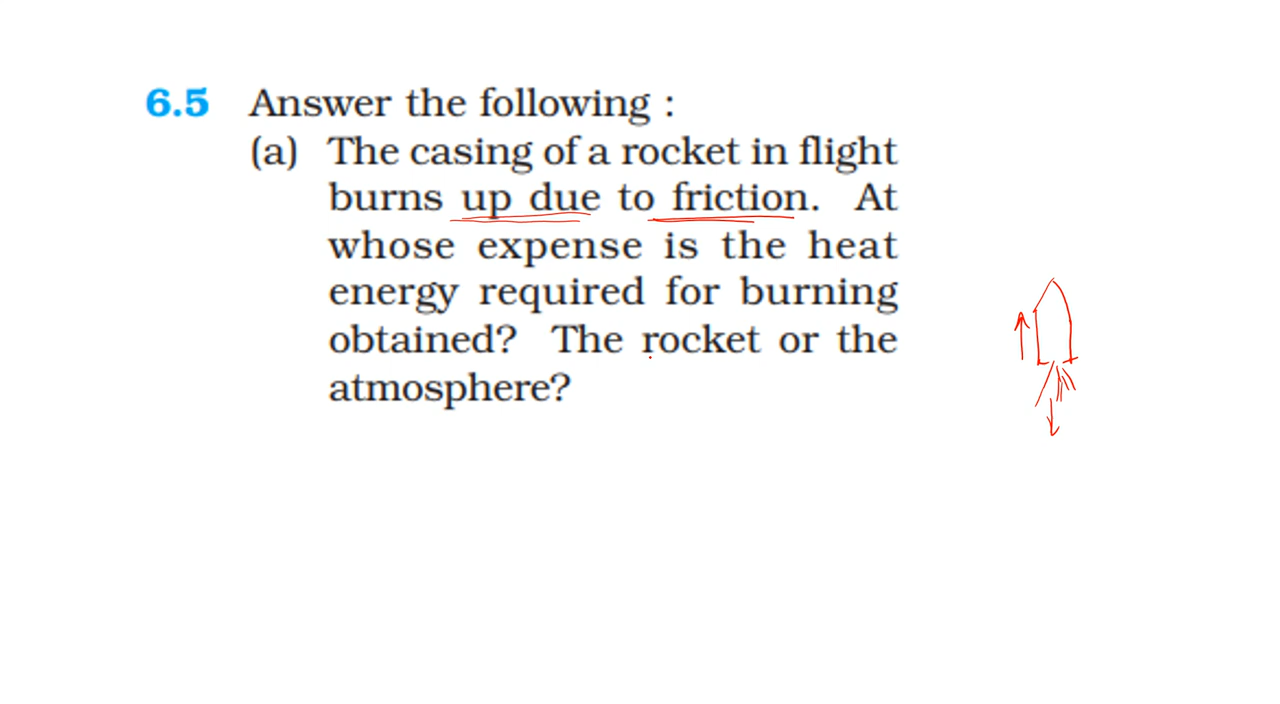 6.5 Answer the following :
(a) The casing of a rocket in flight
burns up due to friction. At
whose expense is the heat
energy required for burning
obtained? The rocket or the
atmosphere?